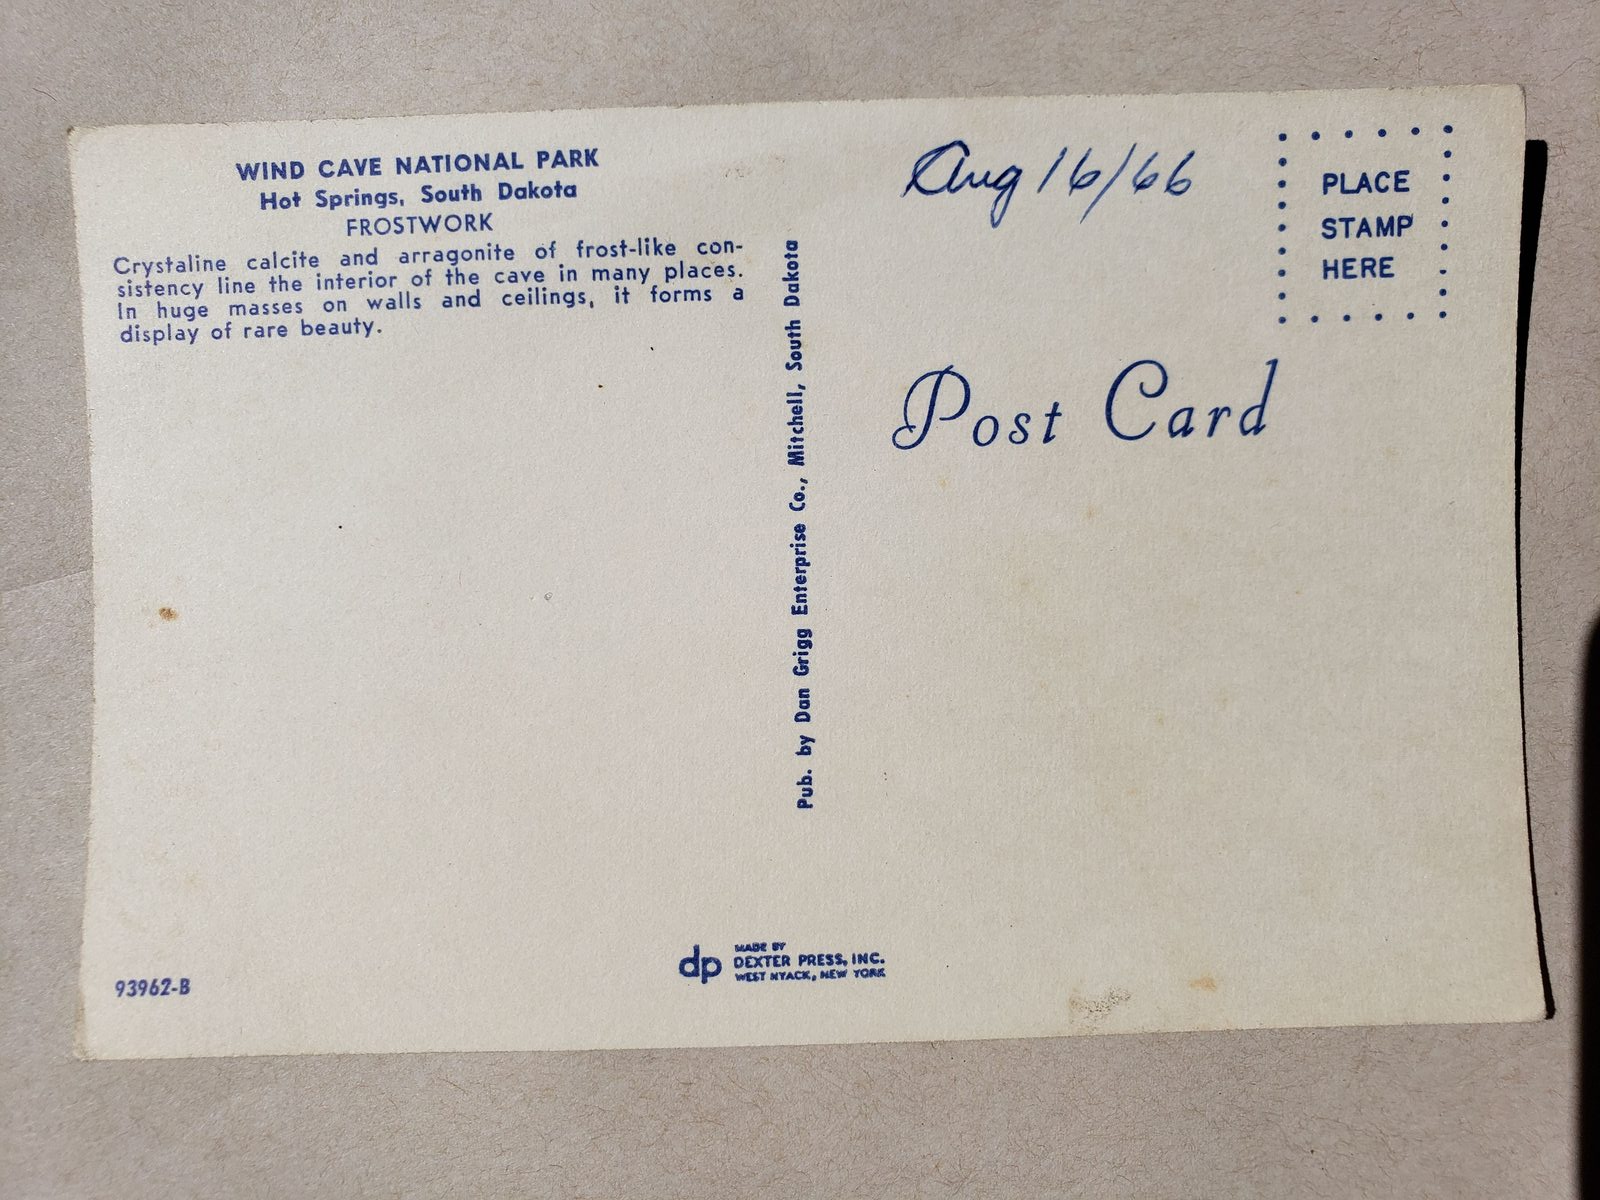 WIND CAVE NATIONAL PARK
Hot Springs, South Dakota
FROSTWORK
Crystaline calcite and arragonite of frost-like con-
sistency line the interior of the cave in many places.
In huge masses on walls and ceilings, it forms a
display of rare beauty.
93962-B
Pub. by Dan Grigg Enterprise Co., Mitchell, South Dakota
dp
MADE BY
DEXTER PRESS, INC.
WEST NYACK, NEW YORK
Aug 16/66
PLACE
STAMP
HERE
Post Card